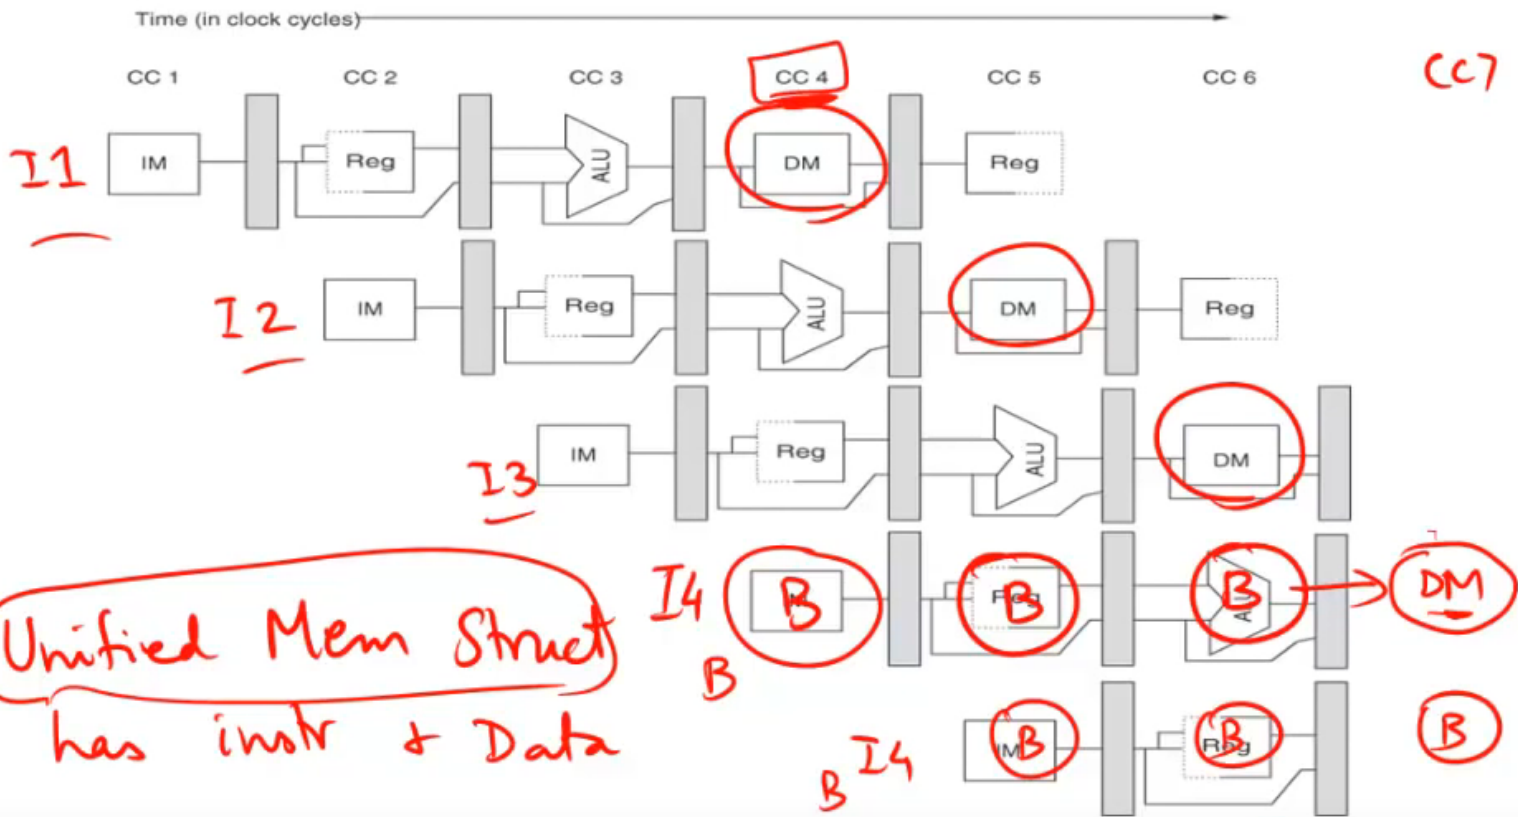 Time (in clock cycles)
CC 1 CC 2 CC 3 CC 4 CC 5 CC 6 CC7
I1 IM Reg ALU DM Reg
I2 IM Reg ALU DM Reg
I3 IM Reg ALU DM
I4 B B B DM
Unified Mem Struct
B
has instr + Data
I4 IM B Reg B B
B